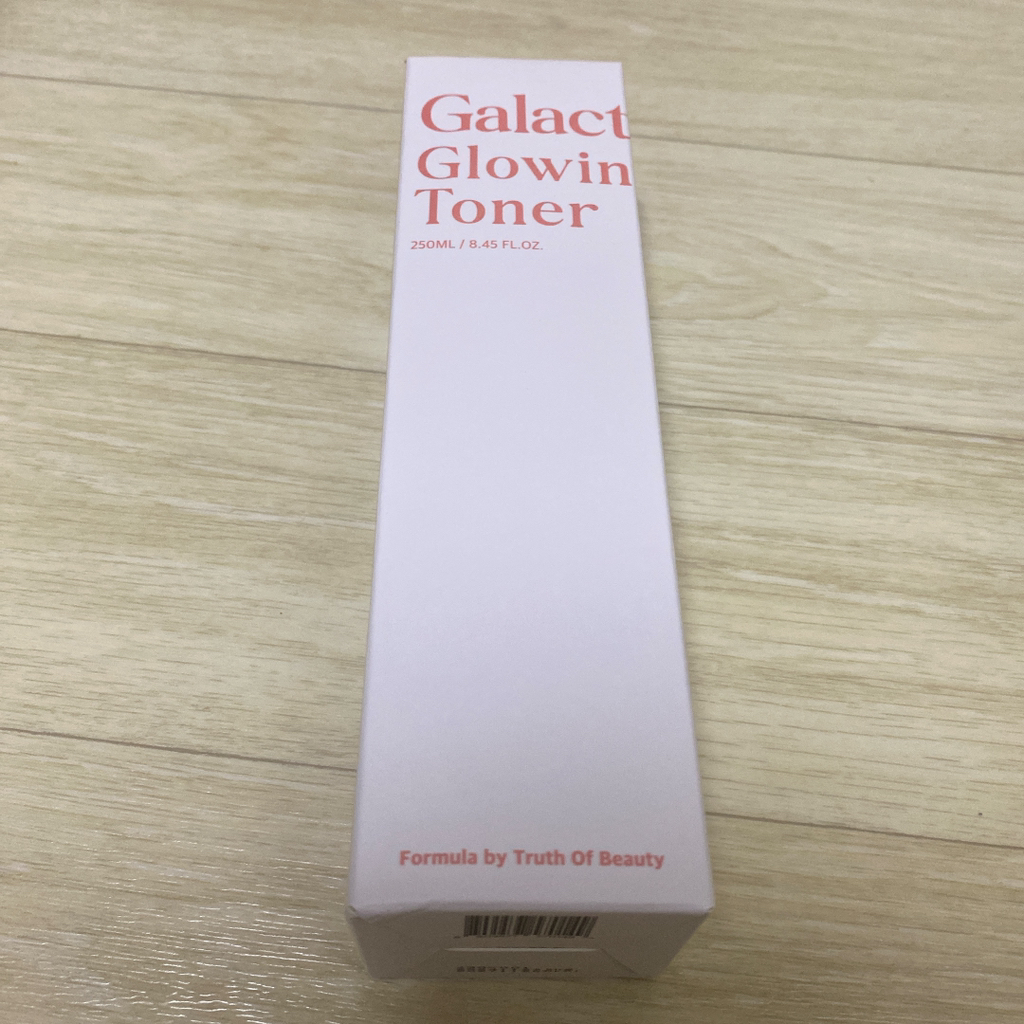 Galact
Glowin
Toner
250ML / 8.45 FL.OZ.
Formula by Truth Of Beauty